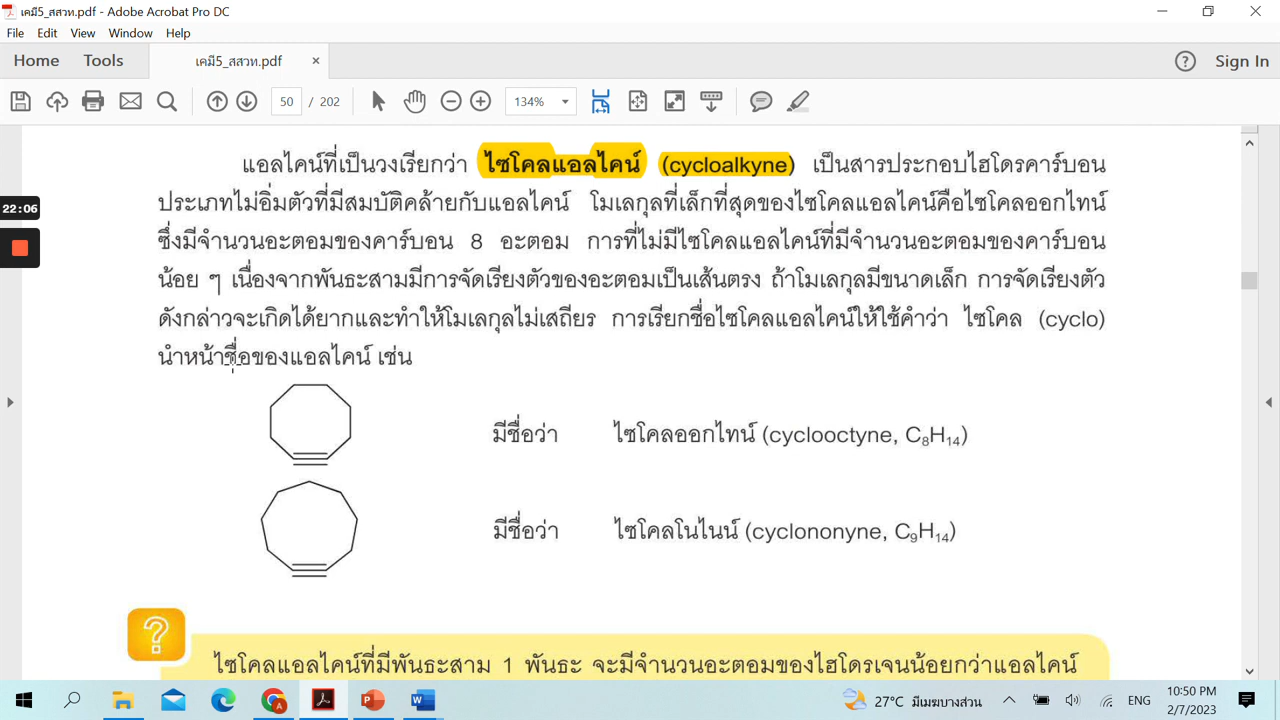 เคมี5_สสวท.pdf - Adobe Acrobat Pro DC
File Edit View Window Help
Home Tools เคมี5_สสวท.pdf × ? Sign In
50 / 202 134%
แอลไคน์ที่เป็นวงเรียกว่า ไซโคลแอลไคน์ (cycloalkyne) เป็นสารประกอบไฮโดรคาร์บอน
ประเภทไม่อิ่มตัวที่มีสมบัติคล้ายกับแอลไคน์ โมเลกุลที่เล็กที่สุดของไซโคลแอลไคน์คือไซโคลออกไทน์
22:06
ซึ่งมีจำนวนอะตอมของคาร์บอน 8 อะตอม การที่ไม่มีไซโคลแอลไคน์ที่มีจำนวนอะตอมของคาร์บอน
น้อย ๆ เนื่องจากพันธะสามมีการจัดเรียงตัวของอะตอมเป็นเส้นตรง ถ้าโมเลกุลมีขนาดเล็ก การจัดเรียงตัว
ดังกล่าวจะเกิดได้ยากและทำให้โมเลกุลไม่เสถียร การเรียกชื่อไซโคลแอลไคน์ให้ใช้คำว่า ไซโคล (cyclo)
นำหน้าชื่อของแอลไคน์ เช่น
มีชื่อว่า ไซโคลออกไทน์ (cyclooctyne, C₈H₁₄)
มีชื่อว่า ไซโคลโนไนน์ (cyclononyne, C₉H₁₄)
?
ไซโคลแอลไคน์ที่มีพันธะสาม 1 พันธะ จะมีจำนวนอะตอมของไฮโดรเจนน้อยกว่าแอลไคน์
27°C มีเมฆบางส่วน ENG 10:50 PM
2/7/2023